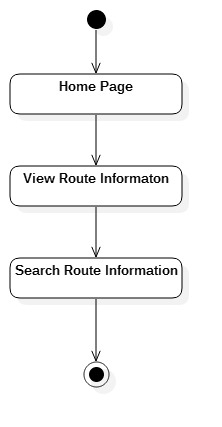 Home Page
View Route Informaton
Search Route Information